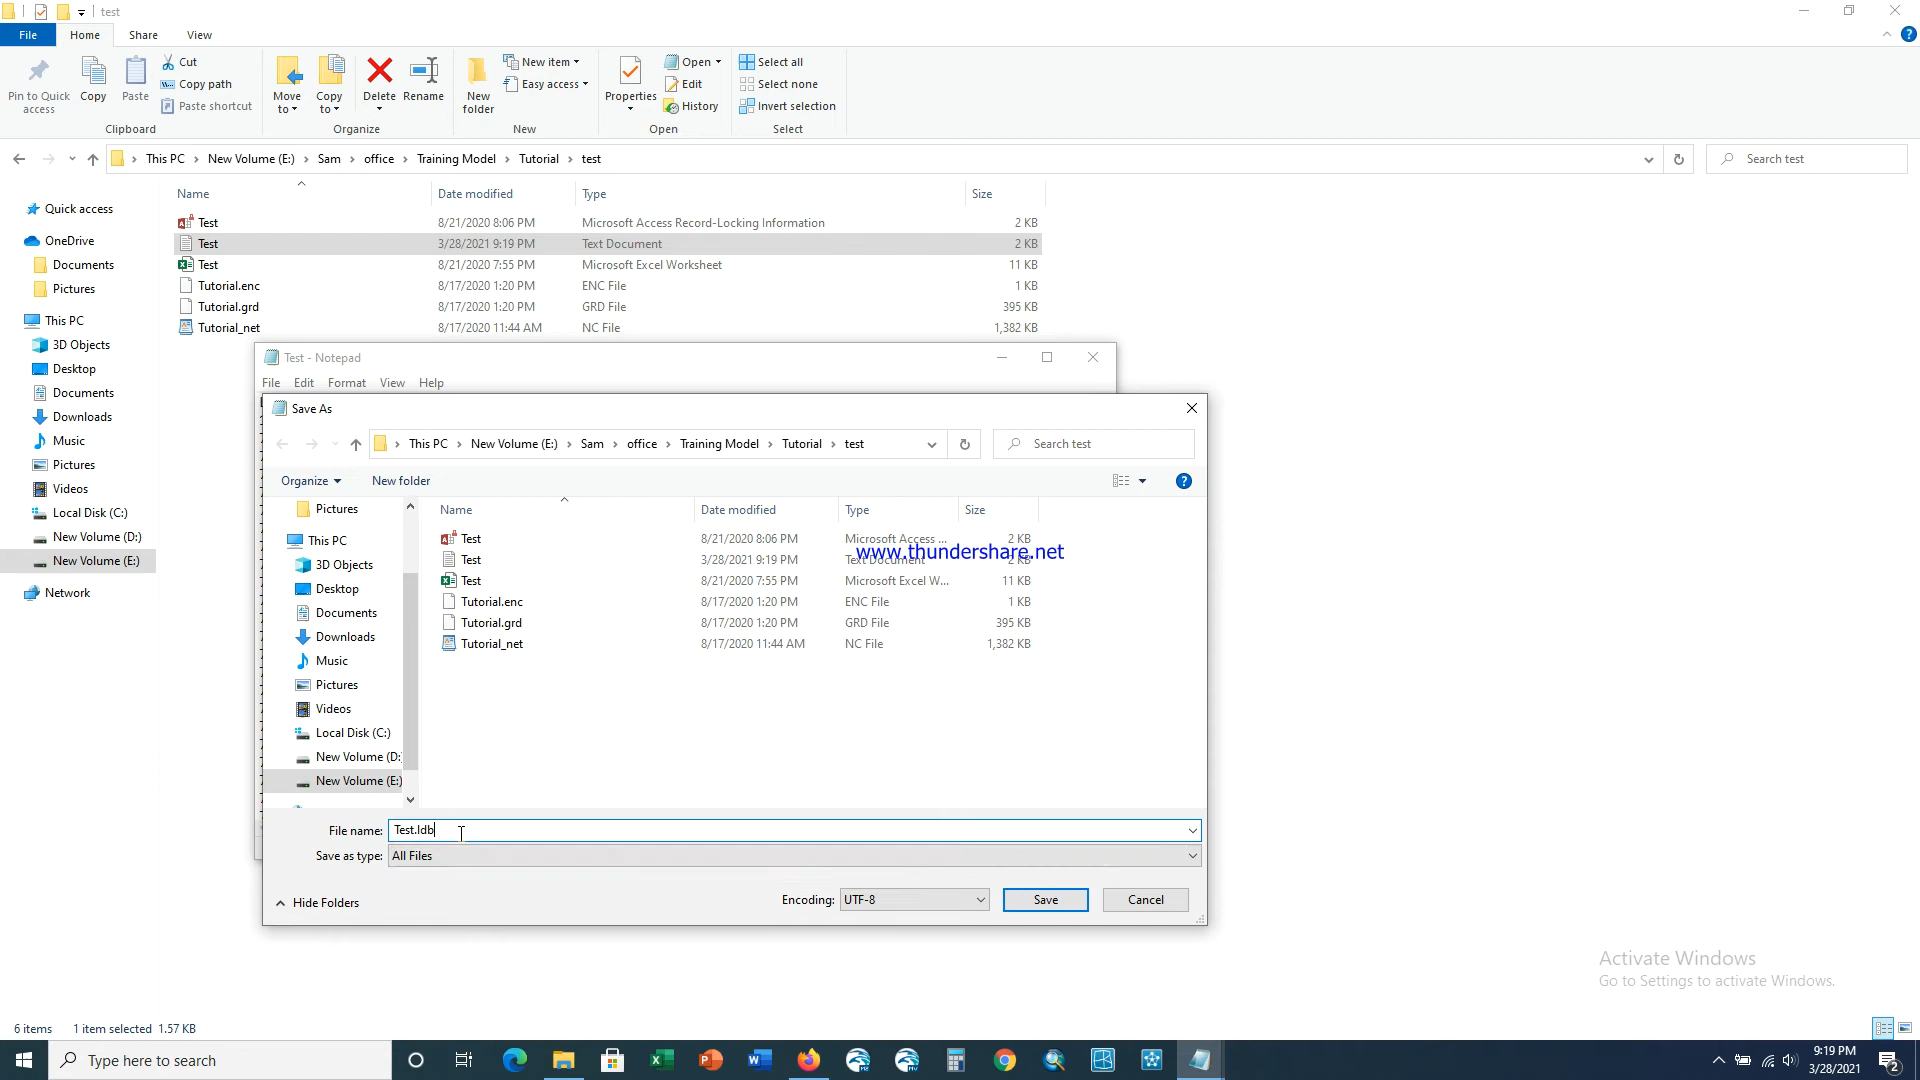 test
File Home Share View
Pin to Quick access
Copy
Paste
Cut
Copy path
Paste shortcut
Clipboard
Move to
Copy to
Delete
Rename
Organize
New folder
New item
Easy access
New
Properties
Open
Edit
History
Open
Select all
Select none
Invert selection
Select
This PC › New Volume (E:) › Sam › office › Training Model › Tutorial › test
Search test
Name Date modified Type Size
Test 8/21/2020 8:06 PM Microsoft Access Record-Locking Information 2 KB
Test 3/28/2021 9:19 PM Text Document 2 KB
Test 8/21/2020 7:55 PM Microsoft Excel Worksheet 11 KB
Tutorial.enc 8/17/2020 1:20 PM ENC File 1 KB
Tutorial.grd 8/17/2020 1:20 PM GRD File 395 KB
Tutorial_net 8/17/2020 11:44 AM NC File 1,382 KB
Quick access
OneDrive
Documents
Pictures
This PC
3D Objects
Desktop
Documents
Downloads
Music
Pictures
Videos
Local Disk (C:)
New Volume (D:)
New Volume (E:)
Network
Test - Notepad
File Edit Format View Help
Save As
This PC › New Volume (E:) › Sam › office › Training Model › Tutorial › test
Search test
Organize New folder
Pictures
This PC
3D Objects
Desktop
Documents
Downloads
Music
Pictures
Videos
Local Disk (C:)
New Volume (D:
New Volume (E:)
Name Date modified Type Size
Test 8/21/2020 8:06 PM Microsoft Access ... 2 KB
www.thundershare.net
Test 3/28/2021 9:19 PM Text Document 2 KB
Test 8/21/2020 7:55 PM Microsoft Excel W... 11 KB
Tutorial.enc 8/17/2020 1:20 PM ENC File 1 KB
Tutorial.grd 8/17/2020 1:20 PM GRD File 395 KB
Tutorial_net 8/17/2020 11:44 AM NC File 1,382 KB
File name: Test.ldb
Save as type: All Files
Hide Folders
Encoding: UTF-8
Save
Cancel
Activate Windows
Go to Settings to activate Windows.
6 items 1 item selected 1.57 KB
Type here to search
9:19 PM
3/28/2021
2